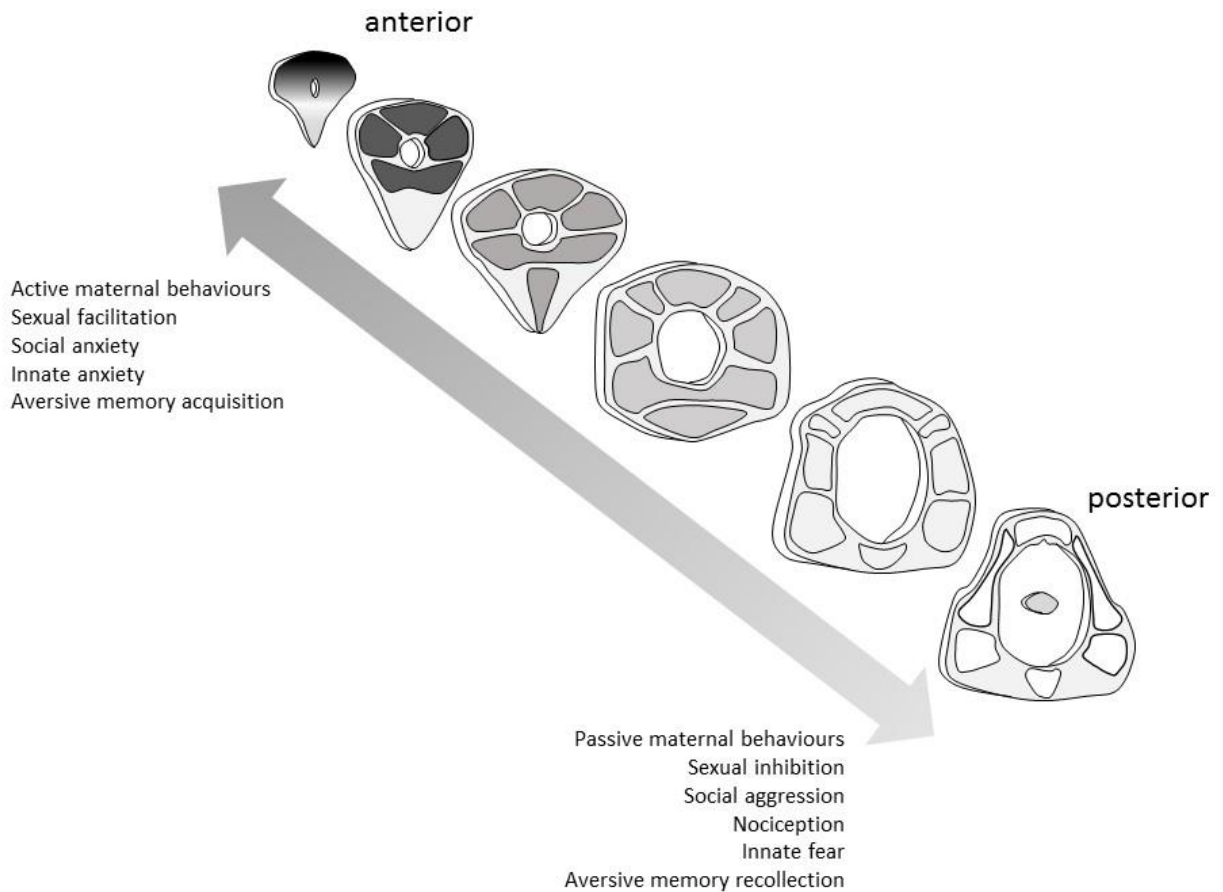 anterior
Active maternal behaviours
Sexual facilitation
Social anxiety
Innate anxiety
Aversive memory acquisition
posterior
Passive maternal behaviours
Sexual inhibition
Social aggression
Nociception
Innate fear
Aversive memory recollection